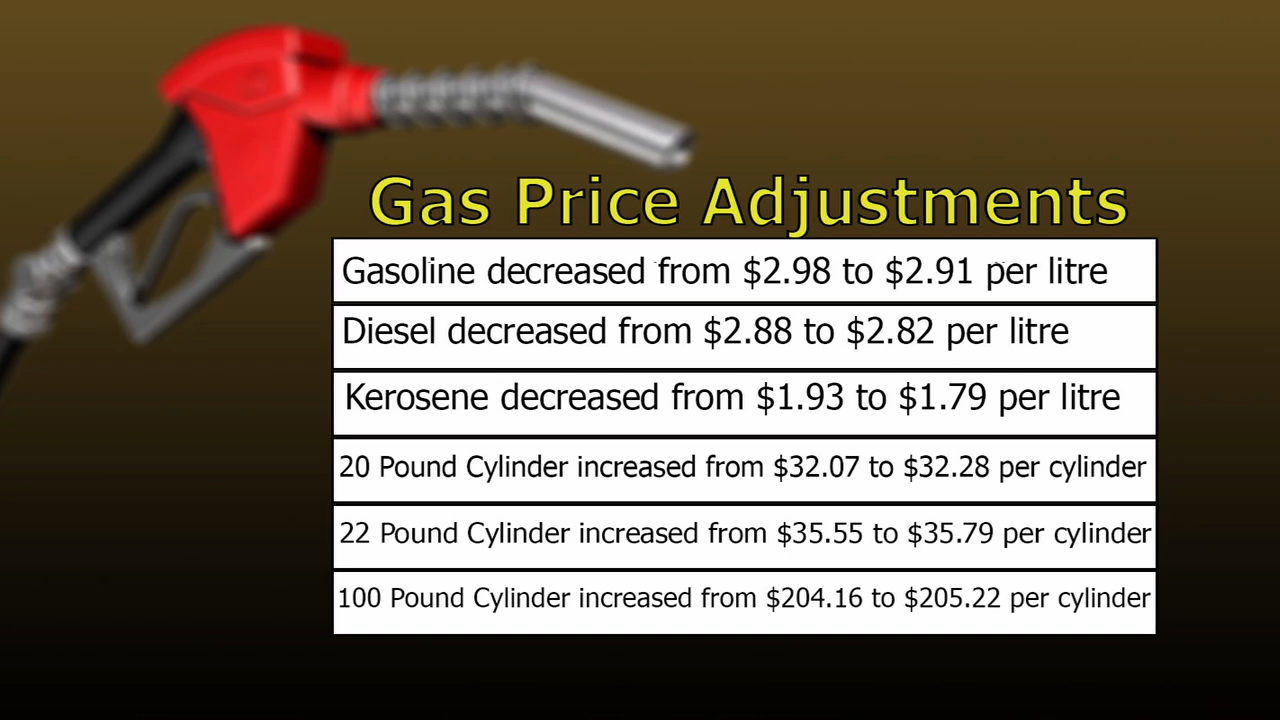 Gas Price Adjustments
Gasoline decreased from $2.98 to $2.91 per litre
Diesel decreased from $2.88 to $2.82 per litre
Kerosene decreased from $1.93 to $1.79 per litre
20 Pound Cylinder increased from $32.07 to $32.28 per cylinder
22 Pound Cylinder increased from $35.55 to $35.79 per cylinder
100 Pound Cylinder increased from $204.16 to $205.22 per cylinder